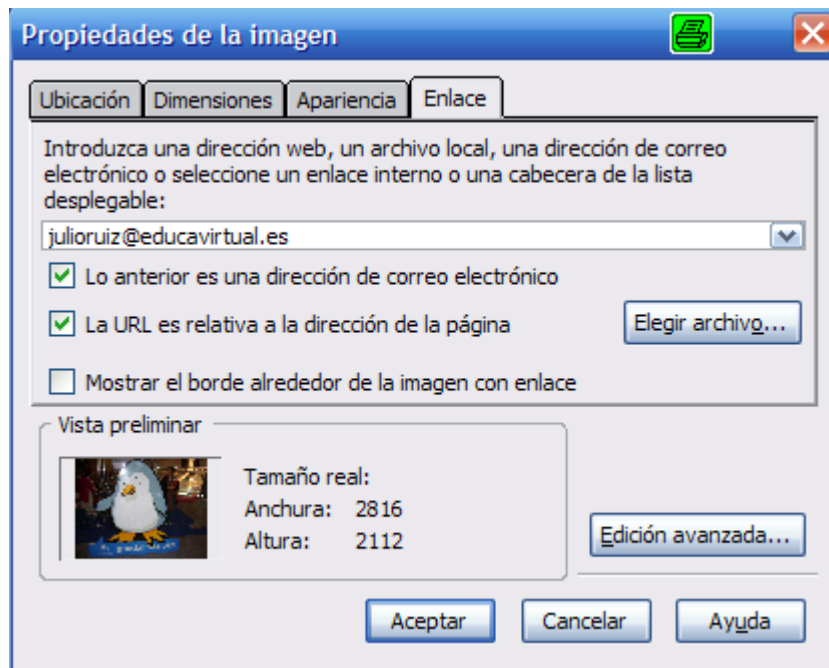 Propiedades de la imagen
Ubicación Dimensiones Apariencia Enlace
Introduzca una dirección web, un archivo local, una dirección de correo
electrónico o seleccione un enlace interno o una cabecera de la lista
desplegable:
julioruiz@educavirtual.es
Lo anterior es una dirección de correo electrónico
La URL es relativa a la dirección de la página
Elegir archivo...
Mostrar el borde alrededor de la imagen con enlace
Vista preliminar
Tamaño real:
Anchura: 2816
Altura: 2112
Edición avanzada...
Aceptar Cancelar Ayuda